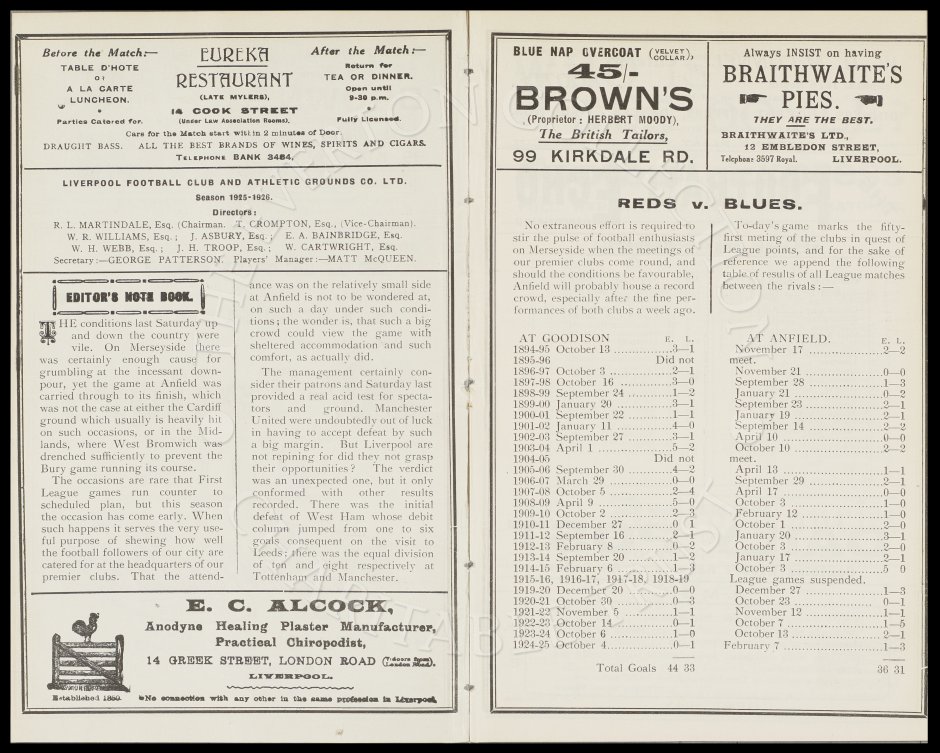 Before the Match:—
TABLE D'HOTE
or
A LA CARTE
LUNCHEON.
Parties Catered for.
EUREKA
RESTAURANT
(LATE MYLERS),
14 COOK STREET
(Under Law Association Rooms).
After the Match:—
Return for
TEA OR DINNER.
Open until
9-30 p.m.
Fully Licensed.
Cars for the Match start within 2 minutes of Door.
DRAUGHT BASS. ALL THE BEST BRANDS OF WINES, SPIRITS AND CIGARS.
TELEPHONE BANK 3484.
LIVERPOOL FOOTBALL CLUB AND ATHLETIC GROUNDS CO. LTD.
Season 1925-1926.
Directors:
R. L. MARTINDALE, Esq. (Chairman. T. CROMPTON, Esq., (Vice-Chairman).
W. R. WILLIAMS, Esq.; J. ASBURY, Esq.; E. A. BAINBRIDGE, Esq.
W. H. WEBB, Esq.; J. H. TROOP, Esq.; W. CARTWRIGHT, Esq.
Secretary:—GEORGE PATTERSON. Players' Manager:—MATT McQUEEN.
EDITOR'S NOTE BOOK.
THE conditions last Saturday up
and down the country were
vile. On Merseyside there
was certainly enough cause for
grumbling at the incessant down-
pour, yet the game at Anfield was
carried through to its finish, which
was not the case at either the Cardiff
ground which usually is heavily hit
on such occasions, or in the Mid-
lands, where West Bromwich was
drenched sufficiently to prevent the
Bury game running its course.
The occasions are rare that First
League games run counter to
scheduled plan, but this season
the occasion has come early. When
such happens it serves the very use-
ful purpose of shewing how well
the football followers of our city are
catered for at the headquarters of our
premier clubs. That the attend-
ance was on the relatively small side
at Anfield is not to be wondered at,
on such a day under such condi-
tions; the wonder is, that such a big
crowd could view the game with
sheltered accommodation and such
comfort, as actually did.
The management certainly con-
sider their patrons and Saturday last
provided a real acid test for specta-
tors and ground. Manchester
United were undoubtedly out of luck
in having to accept defeat by such
a big margin. But Liverpool are
not repining for did they not grasp
their opportunities? The verdict
was an unexpected one, but it only
conformed with other results
recorded. There was the initial
defeat of West Ham whose debit
column jumped from one to six
goals consequent on the visit to
Leeds; there was the equal division
of ten and eight respectively at
Tottenham and Manchester.
E. C. ALCOCK,
Anodyne Healing Plaster Manufacturer,
Practical Chiropodist,
14 GREEK STREET, LONDON ROAD (7 doors from London Road).
LIVERPOOL.
Established 1850.
No connection with any other in the same profession in Liverpool.
BLUE NAP OVERCOAT (VELVET COLLAR)
45/-
BROWN'S
(Proprietor: HERBERT MOODY),
The British Tailors,
99 KIRKDALE RD.
Always INSIST on having
BRAITHWAITE'S
PIES.
THEY ARE THE BEST.
BRAITHWAITE'S LTD.,
12 EMBLEDON STREET,
Telephone 3597 Royal. LIVERPOOL.
REDS v. BLUES.
No extraneous effort is required to
stir the pulse of football enthusiasts
on Merseyside when the meetings of
our premier clubs come round, and
should the conditions be favourable,
Anfield will probably house a record
crowd, especially after the fine per-
formances of both clubs a week ago.
To-day's game marks the fifty-
first meting of the clubs in quest of
League points, and for the sake of
reference we append the following
table of results of all League matches
between the rivals:—
AT GOODISON E. L. AT ANFIELD. E. L.
1894-95 October 13 3—1 November 17 2—2
1895-96 Did not meet.
1896-97 October 3 2—1 November 21 0—0
1897-98 October 16 3—0 September 28 1—3
1898-99 September 24 1—2 January 21 0—2
1899-00 January 20 3—1 September 23 2—1
1900-01 September 22 1—1 January 19 2—1
1901-02 January 11 4—0 September 14 2—2
1902-03 September 27 3—1 April 10 0—0
1903-04 April 1 5—2 October 10 2—2
1904-05 Did not meet.
1905-06 September 30 4—2 April 13 1—1
1906-07 March 29 0—0 September 29 2—1
1907-08 October 5 2—4 April 17 0—0
1908-09 April 9 5—0 October 3 1—0
1909-10 October 2 2—3 February 12 1—0
1910-11 December 27 0 1 October 1 2—0
1911-12 September 16 2—1 January 20 3—1
1912-13 February 8 0—2 October 3 2—0
1913-14 September 20 1—2 January 17 2—1
1914-15 February 6 1—3 October 3 5 0
1915-16, 1916-17, 1917-18, 1918-19 League games suspended.
1919-20 December 20 0—0 December 27 1—3
1920-21 October 30 0—3 October 23 0—1
1921-22 November 5 1—1 November 12 1—1
1922-23 October 14 0—1 October 7 1—5
1923-24 October 6 1—0 October 13 2—1
1924-25 October 4 0—1 February 7 1—3
Total Goals 44 33 36 31